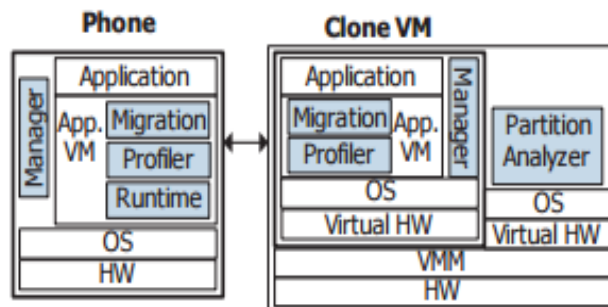 Phone
Manager
Application
App.
VM
Migration
Profiler
Runtime
OS
HW
Clone VM
Application
Migration
Profiler
App.
VM
Manager
OS
Virtual HW
Partition
Analyzer
OS
Virtual HW
VMM
HW